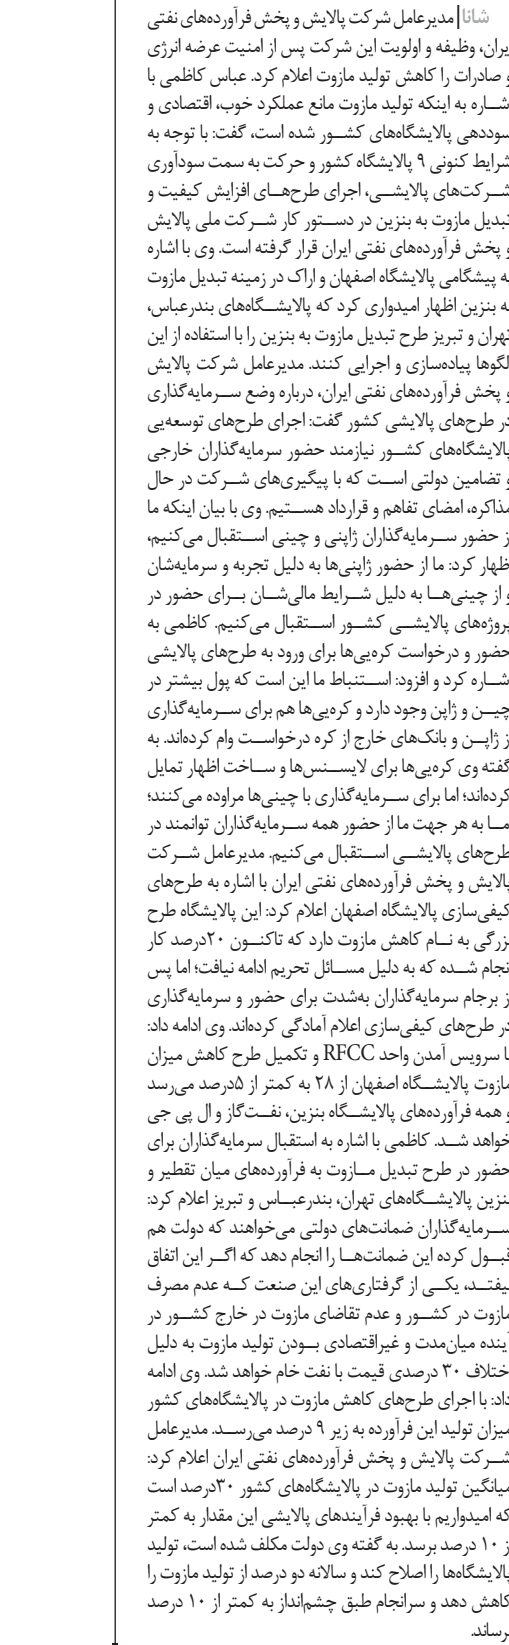 شانا| مدیرعامل شرکت پالایش و پخش فرآورده‌های نفتی
یران، وظیفه و اولویت این شرکت پس از امنیت عرضه انرژی
و صادرات را کاهش تولید مازوت اعلام کرد. عباس کاظمی با
شاره به اینکه تولید مازوت مانع عملکرد خوب، اقتصادی و
سوددهی پالایشگاه‌های کشور شده است، گفت: با توجه به
شرایط کنونی ۹ پالایشگاه کشور و حرکت به سمت سودآوری
شرکت‌های پالایشی، اجرای طرح‌های افزایش کیفیت و
تبدیل مازوت به بنزین در دستور کار شرکت ملی پالایش
و پخش فرآورده‌های نفتی ایران قرار گرفته است. وی با اشاره
به پیشگامی پالایشگاه اصفهان و اراک در زمینه تبدیل مازوت
به بنزین اظهار امیدواری کرد که پالایشگاه‌های بندرعباس،
تهران و تبریز طرح تبدیل مازوت به بنزین را با استفاده از این
لگوها پیاده‌سازی و اجرایی کنند. مدیرعامل شرکت پالایش
و پخش فرآورده‌های نفتی ایران، درباره وضع سرمایه‌گذاری
در طرح‌های پالایشی کشور گفت: اجرای طرح‌های توسعه‌یی
پالایشگاه‌های کشور نیازمند حضور سرمایه‌گذاران خارجی
و تضامین دولتی است که با پیگیری‌های شرکت در حال
مذاکره، امضای تفاهم و قرارداد هستیم. وی با بیان اینکه ما
ز حضور سرمایه‌گذاران ژاپنی و چینی استقبال می‌کنیم،
ظهار کرد: ما از حضور ژاپنی‌ها به دلیل تجربه و سرمایه‌شان
و از چینی‌ها به دلیل شرایط مالی‌شان برای حضور در
پروژه‌های پالایشی کشور استقبال می‌کنیم. کاظمی به
حضور و درخواست کره‌یی‌ها برای ورود به طرح‌های پالایشی
شاره کرد و افزود: استنباط ما این است که پول بیشتر در
چین و ژاپن وجود دارد و کره‌یی‌ها هم برای سرمایه‌گذاری
ز ژاپن و بانک‌های خارج از کره درخواست وام کرده‌اند. به
گفته وی کره‌یی‌ها برای لایسنس‌ها و ساخت اظهار تمایل
کرده‌اند؛ اما برای سرمایه‌گذاری با چینی‌ها مراوده می‌کنند؛
ما به هر جهت ما از حضور همه سرمایه‌گذاران توانمند در
طرح‌های پالایشی استقبال می‌کنیم. مدیرعامل شرکت
پالایش و پخش فرآورده‌های نفتی ایران با اشاره به طرح‌های
کیفی‌سازی پالایشگاه اصفهان اعلام کرد: این پالایشگاه طرح
بزرگی به نام کاهش مازوت دارد که تاکنون ۲۰درصد کار
نجام شده که به دلیل مسائل تحریم ادامه نیافت؛ اما پس
ز برجام سرمایه‌گذاران به‌شدت برای حضور و سرمایه‌گذاری
در طرح‌های کیفی‌سازی اعلام آمادگی کرده‌اند. وی ادامه داد:
با سرویس آمدن واحد RFCC و تکمیل طرح کاهش میزان
مازوت پالایشگاه اصفهان از ۲۸ به کمتر از ۵درصد می‌رسد
و همه فرآورده‌های پالایشگاه بنزین، نفت‌گاز و ال پی جی
خواهد شد. کاظمی با اشاره به استقبال سرمایه‌گذاران برای
حضور در طرح تبدیل مازوت به فرآورده‌های میان تقطیر و
بنزین پالایشگاه‌های تهران، بندرعباس و تبریز اعلام کرد:
سرمایه‌گذاران ضمانت‌های دولتی می‌خواهند که دولت هم
قبول کرده این ضمانت‌ها را انجام دهد که اگر این اتفاق
بیفتد، یکی از گرفتاری‌های این صنعت که عدم مصرف
مازوت در کشور و عدم تقاضای مازوت در خارج کشور در
آینده میان‌مدت و غیراقتصادی بودن تولید مازوت به دلیل
ختلاف ۳۰ درصدی قیمت با نفت خام خواهد شد. وی ادامه
داد: با اجرای طرح‌های کاهش مازوت در پالایشگاه‌های کشور
میزان تولید این فرآورده به زیر ۹ درصد می‌رسد. مدیرعامل
شرکت پالایش و پخش فرآورده‌های نفتی ایران اعلام کرد:
میانگین تولید مازوت در پالایشگاه‌های کشور ۳۰درصد است
که امیدواریم با بهبود فرآیندهای پالایشی این مقدار به کمتر
ز ۱۰ درصد برسد. به گفته وی دولت مکلف شده است، تولید
پالایشگاه‌ها را اصلاح کند و سالانه دو درصد از تولید مازوت را
کاهش دهد و سرانجام طبق چشم‌انداز به کمتر از ۱۰ درصد
برساند.